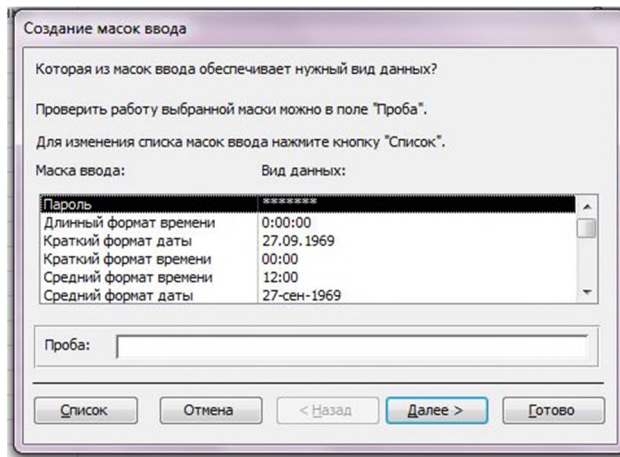 Создание масок ввода
Которая из масок ввода обеспечивает нужный вид данных?
Проверить работу выбранной маски можно в поле "Проба".
Для изменения списка масок ввода нажмите кнопку "Список".
Маска ввода: Вид данных:
Пароль *******
Длинный формат времени 0:00:00
Краткий формат даты 27.09.1969
Краткий формат времени 00:00
Средний формат времени 12:00
Средний формат даты 27-сен-1969
Проба:
Список Отмена < Назад Далее > Готово